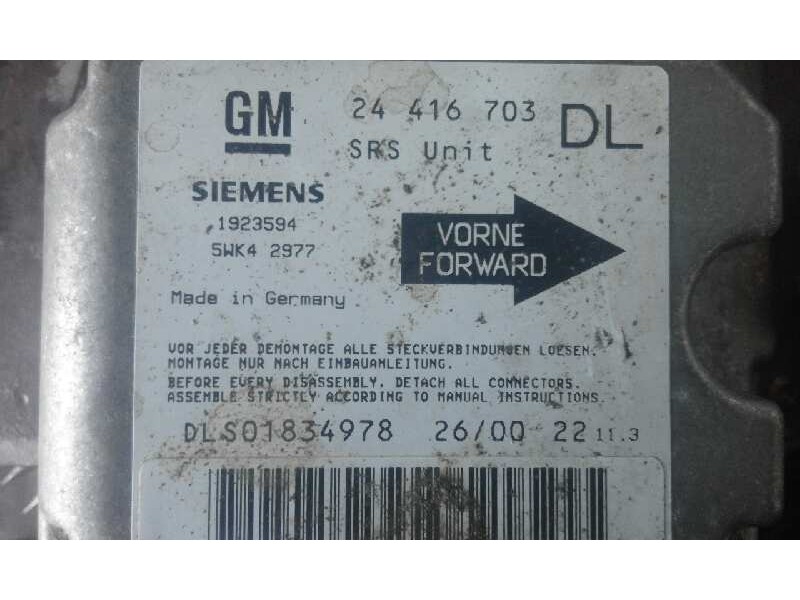 GM 24 416 703 DL
SRS Unit
SIEMENS
1923594
5WK4 2977
VORNE
FORWARD
Made in Germany
VOR JEDER DEMONTAGE ALLE STECKVERBINDUNGEN LOESEN.
MONTAGE NUR NACH EINBAUANLEITUNG.
BEFORE EVERY DISASSEMBLY, DETACH ALL CONNECTORS.
ASSEMBLE STRICTLY ACCORDING TO MANUAL INSTRUCTIONS.
DLS01834978 26/00 22 11.3